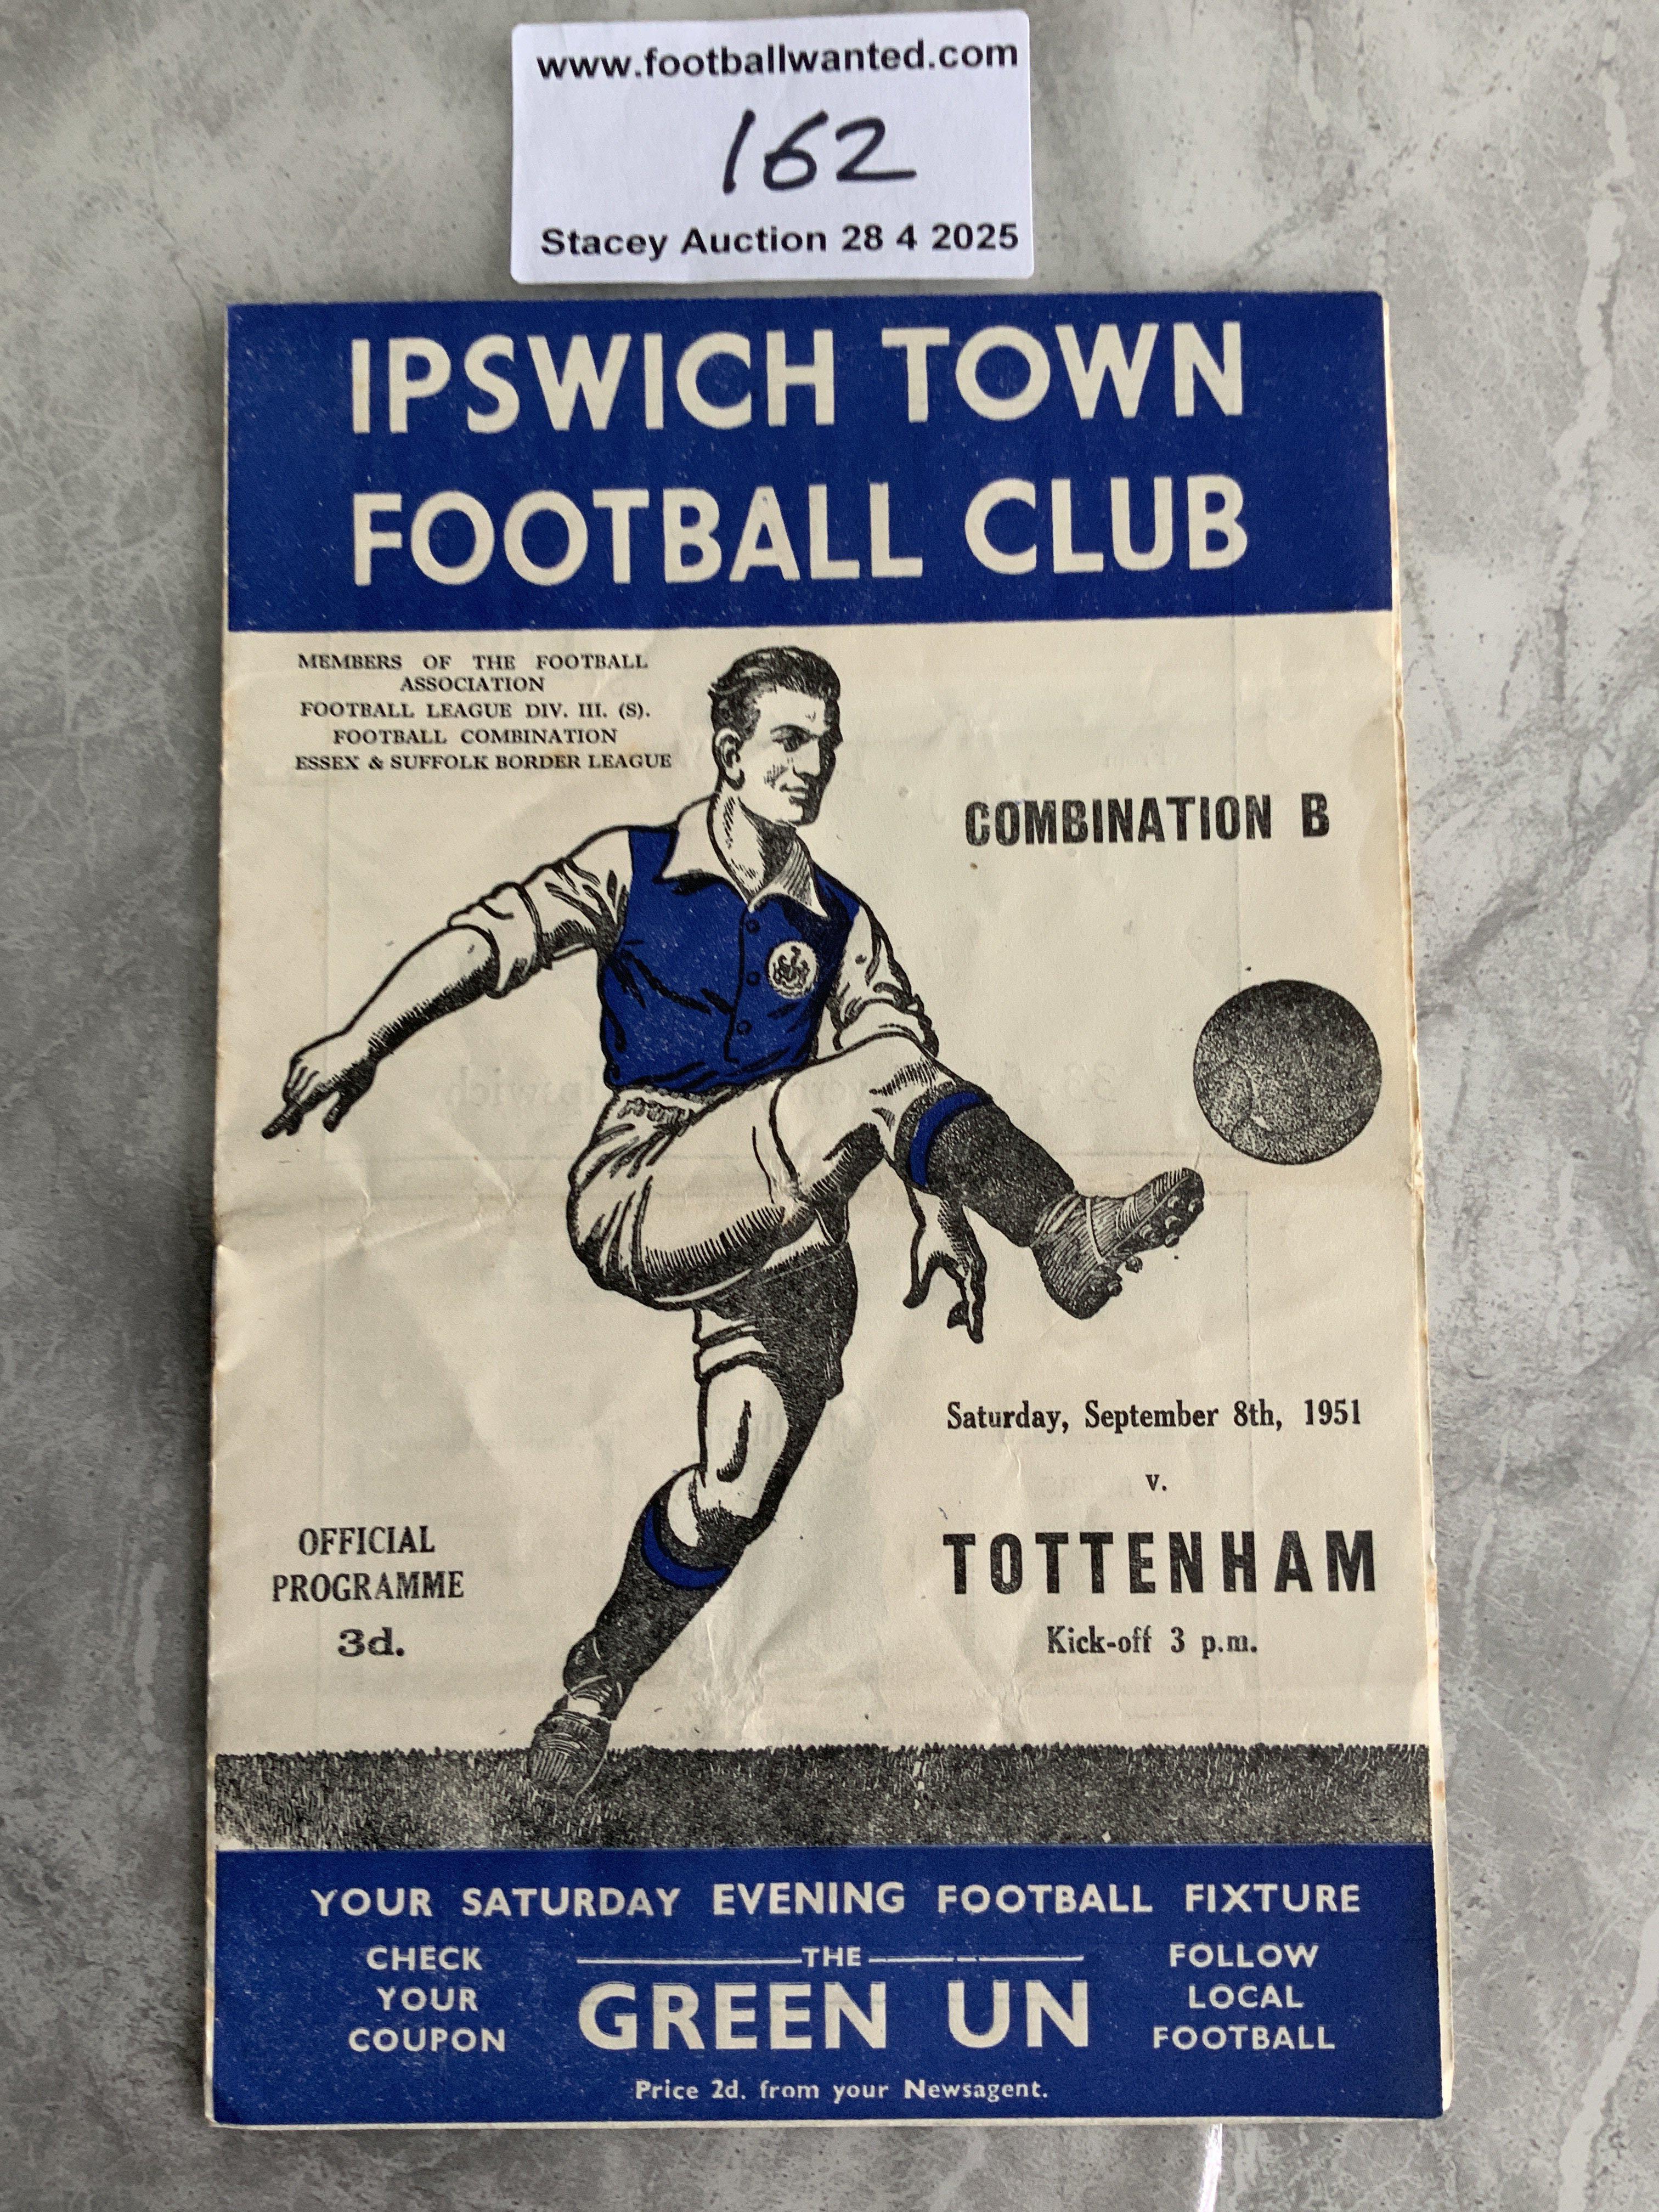 www.footballwanted.com
162
Stacey Auction 28 4 2025
IPSWICH TOWN
FOOTBALL CLUB
MEMBERS OF THE FOOTBALL
ASSOCIATION
FOOTBALL LEAGUE DIV. III. (S).
FOOTBALL COMBINATION
ESSEX & SUFFOLK BORDER LEAGUE
COMBINATION B
Saturday, September 8th, 1951
v.
TOTTENHAM
Kick-off 3 p.m.
OFFICIAL
PROGRAMME
3d.
YOUR SATURDAY EVENING FOOTBALL FIXTURE
CHECK
YOUR
COUPON
THE
GREEN UN
FOLLOW
LOCAL
FOOTBALL
Price 2d. from your Newsagent.